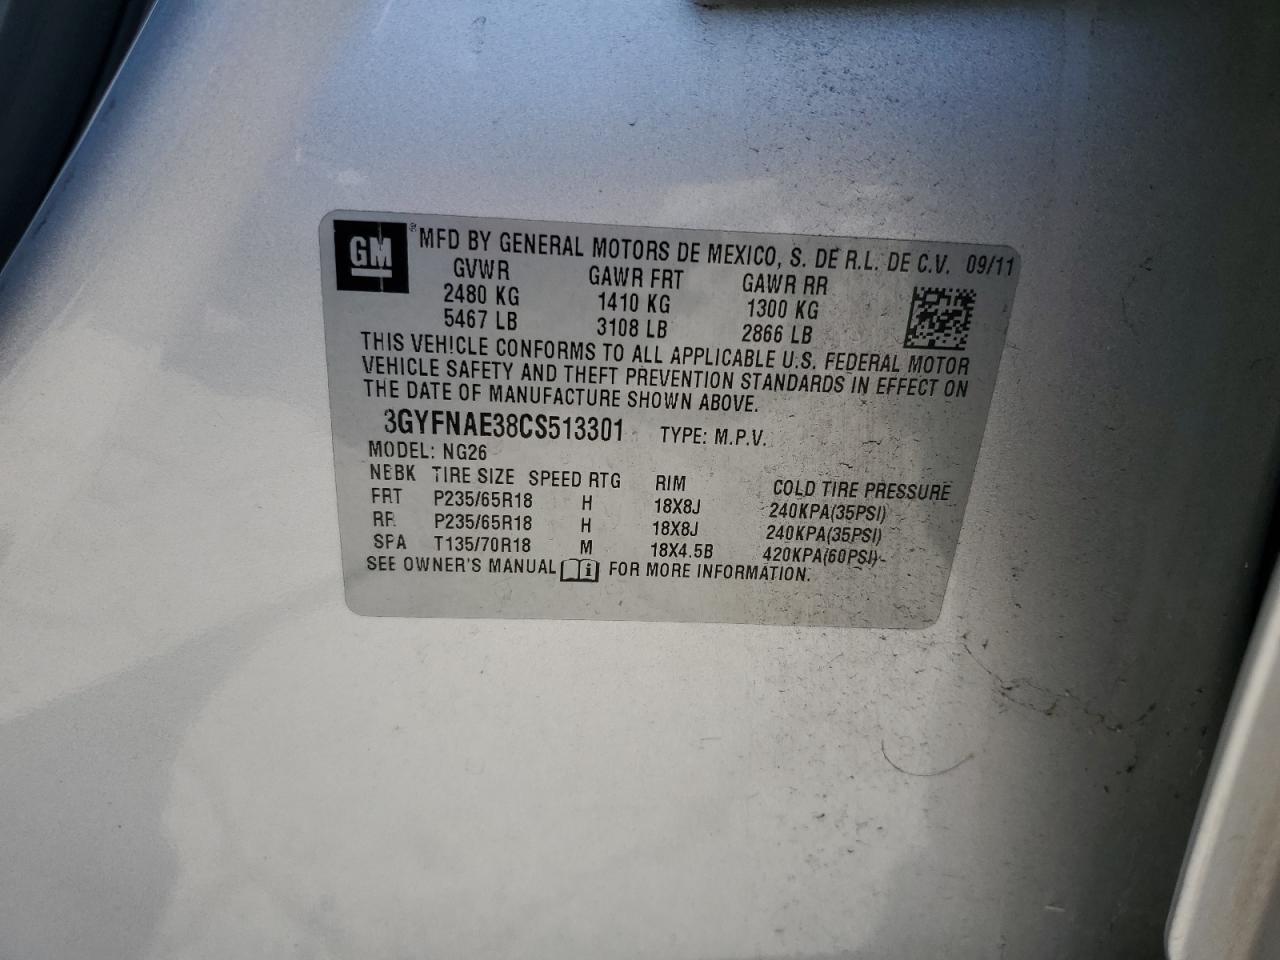 GM ® MFD BY GENERAL MOTORS DE MEXICO, S. DE R.L. DE C.V. 09/11
GVWR GAWR FRT GAWR RR
2480 KG 1410 KG 1300 KG
5467 LB 3108 LB 2866 LB
THIS VEHICLE CONFORMS TO ALL APPLICABLE U.S. FEDERAL MOTOR
VEHICLE SAFETY AND THEFT PREVENTION STANDARDS IN EFFECT ON
THE DATE OF MANUFACTURE SHOWN ABOVE.
3GYFNAE38CS513301 TYPE: M.P.V.
MODEL: NG26
NBBK TIRE SIZE SPEED RTG RIM COLD TIRE PRESSURE
FRT P235/65R18 H 18X8J 240KPA(35PSI)
RR P235/65R18 H 18X8J 240KPA(35PSI)
SPA T135/70R18 M 18X4.5B 420KPA(60PSI)
SEE OWNER'S MANUAL FOR MORE INFORMATION.